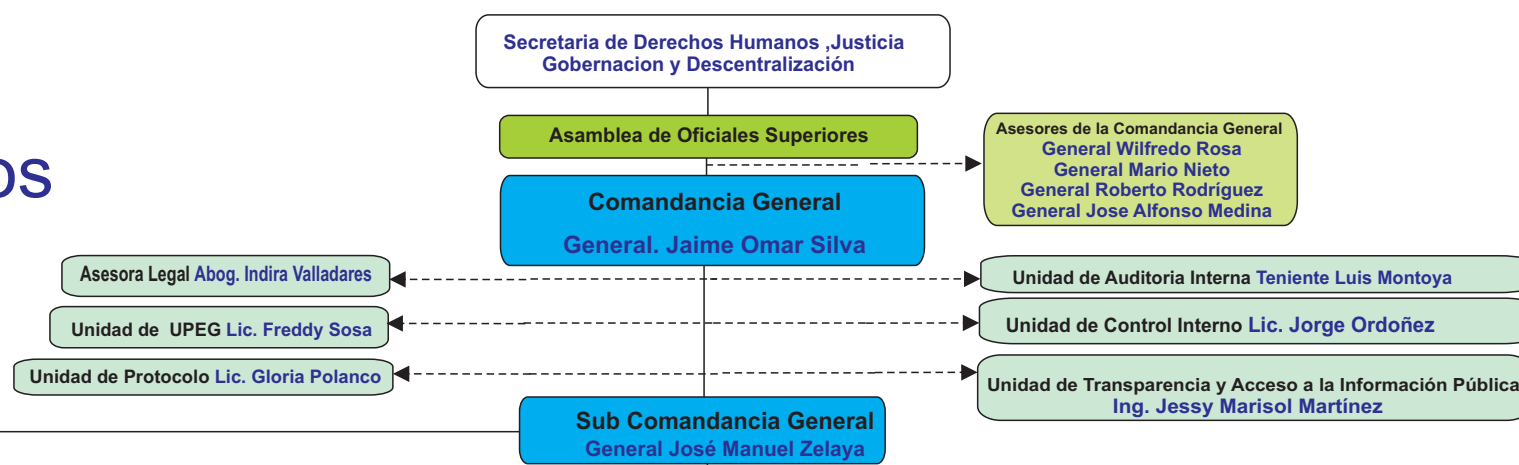 Secretaria de Derechos Humanos ,Justicia
Gobernacion y Descentralización
Asamblea de Oficiales Superiores
Asesores de la Comandancia General
General Wilfredo Rosa
General Mario Nieto
General Roberto Rodríguez
General Jose Alfonso Medina
os
Comandancia General
General. Jaime Omar Silva
Asesora Legal Abog. Indira Valladares
Unidad de Auditoria Interna Teniente Luis Montoya
Unidad de UPEG Lic. Freddy Sosa
Unidad de Control Interno Lic. Jorge Ordoñez
Unidad de Protocolo Lic. Gloria Polanco
Unidad de Transparencia y Acceso a la Información Pública
Ing. Jessy Marisol Martínez
Sub Comandancia General
General José Manuel Zelaya